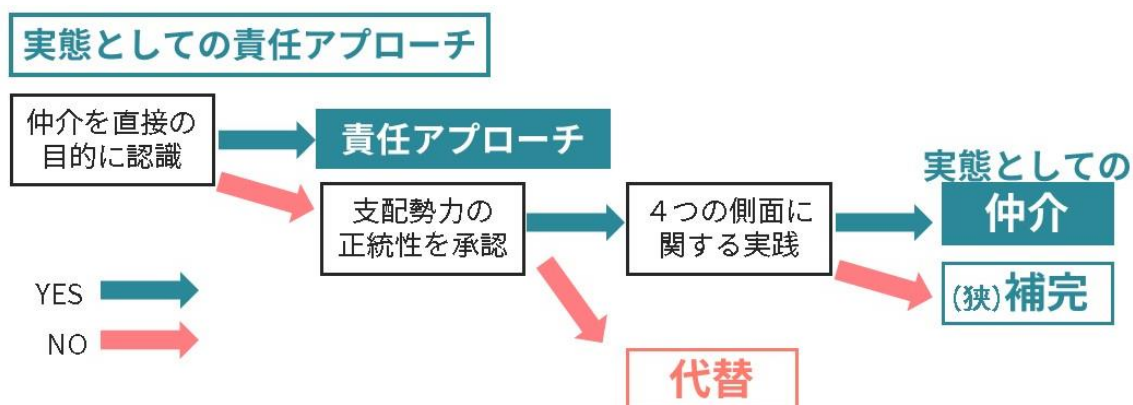 実態としての責任アプローチ
仲介を直接の
目的に認識
責任アプローチ
支配勢力の
正統性を承認
４つの側面に
関する実践
実態としての
仲介
(狭)補完
代替
YES
NO